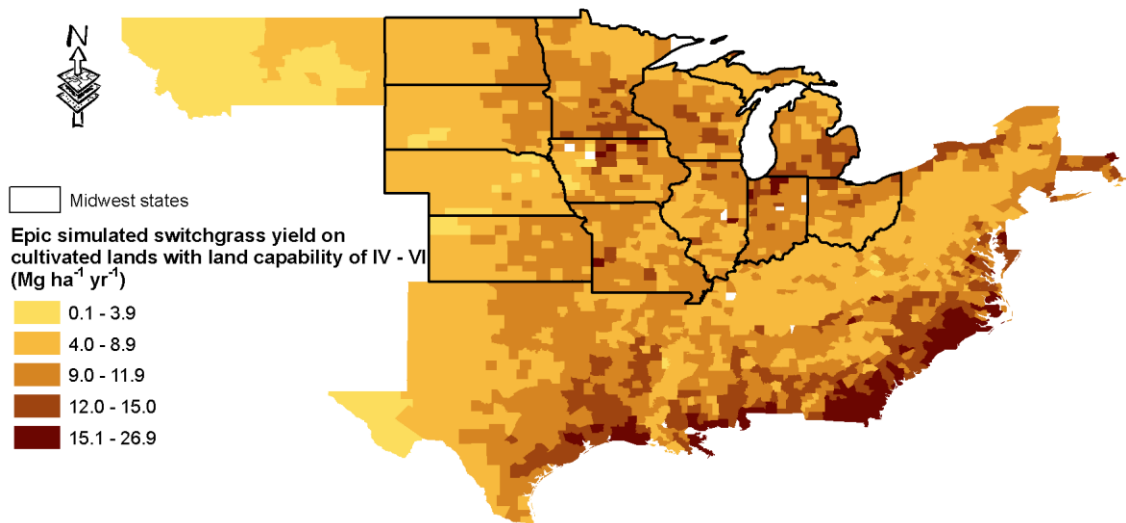 N
Midwest states
Epic simulated switchgrass yield on
cultivated lands with land capability of IV - VI
(Mg ha⁻¹ yr⁻¹)
0.1 - 3.9
4.0 - 8.9
9.0 - 11.9
12.0 - 15.0
15.1 - 26.9